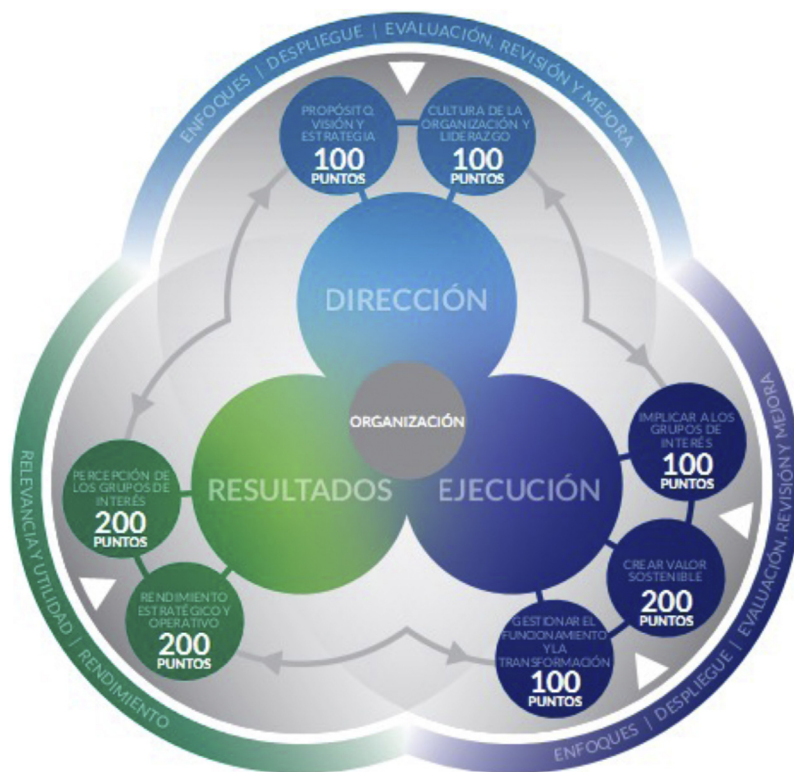 ENFOQUES | DESPLIEGUE | EVALUACIÓN, REVISIÓN Y MEJORA
PROPÓSITO,
VISIÓN Y
ESTRATEGIA
100
PUNTOS
CULTURA DE LA
ORGANIZACIÓN Y
LIDERAZGO
100
PUNTOS
DIRECCIÓN
ORGANIZACIÓN
RESULTADOS
EJECUCIÓN
IMPLICAR A LOS
GRUPOS DE
INTERÉS
100
PUNTOS
CREAR VALOR
SOSTENIBLE
200
PUNTOS
GESTIONAR EL
FUNCIONAMIENTO
Y LA
TRANSFORMACIÓN
100
PUNTOS
ENFOQUES | DESPLIEGUE | EVALUACIÓN, REVISIÓN Y MEJORA
PERCEPCIÓN DE
LOS GRUPOS DE
INTERÉS
200
PUNTOS
RENDIMIENTO
ESTRATÉGICO Y
OPERATIVO
200
PUNTOS
RELEVANCIA Y UTILIDAD | RENDIMIENTO